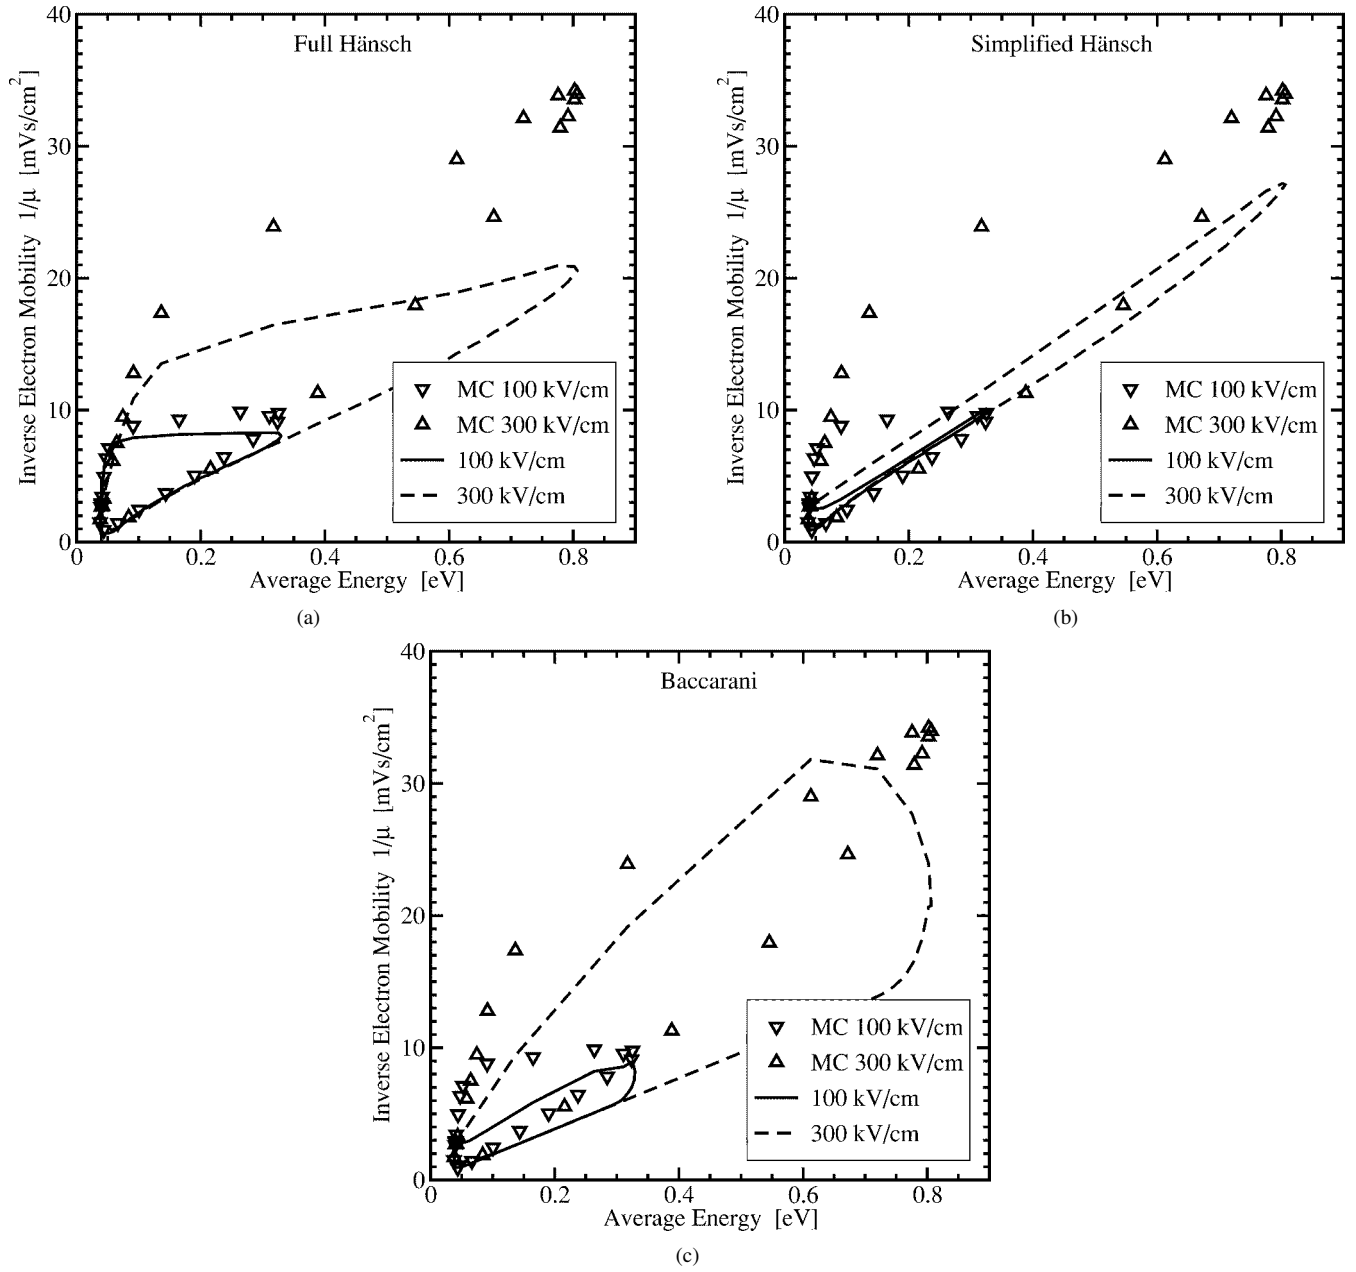 Full Hänsch
Inverse Electron Mobility 1/μ [mVs/cm²]
40
30
20
10
0
MC 100 kV/cm
MC 300 kV/cm
100 kV/cm
300 kV/cm
0 0.2 0.4 0.6 0.8
Average Energy [eV]
(a)
Simplified Hänsch
Inverse Electron Mobility 1/μ [mVs/cm²]
40
30
20
10
0
MC 100 kV/cm
MC 300 kV/cm
100 kV/cm
300 kV/cm
0 0.2 0.4 0.6 0.8
Average Energy [eV]
(b)
Baccarani
Inverse Electron Mobility 1/μ [mVs/cm²]
40
30
20
10
0
MC 100 kV/cm
MC 300 kV/cm
100 kV/cm
300 kV/cm
0 0.2 0.4 0.6 0.8
Average Energy [eV]
(c)